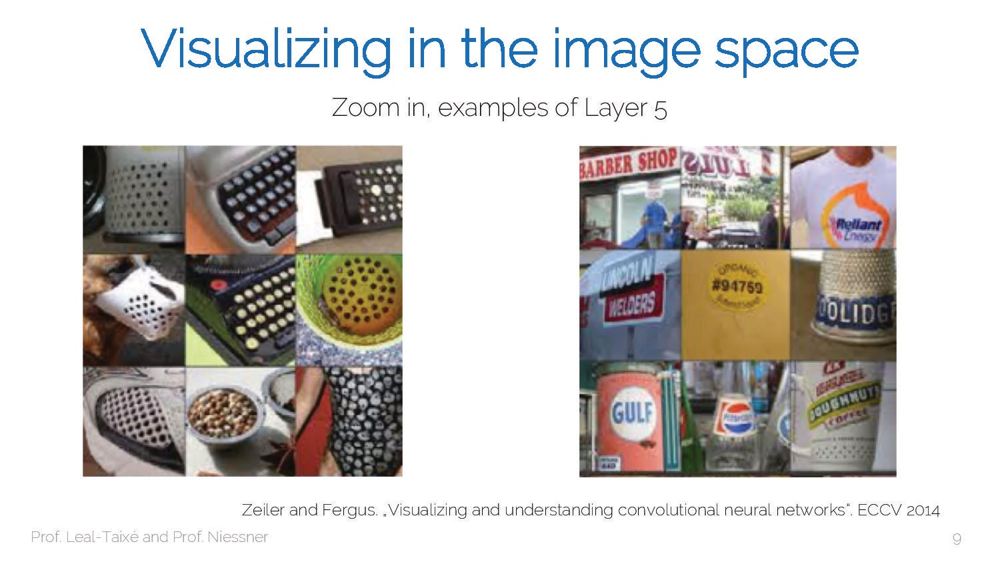 Visualizing in the image space
Zoom in, examples of Layer 5
BARBER SHOP
Reliant
Energy
LINCOLN
WELDERS
ORGANIC
#94759
OLIDG
GULF
DOUGHNUT
COFFEE
Zeiler and Fergus. „Visualizing and understanding convolutional neural networks“. ECCV 2014
Prof. Leal-Taixé and Prof. Niessner
9